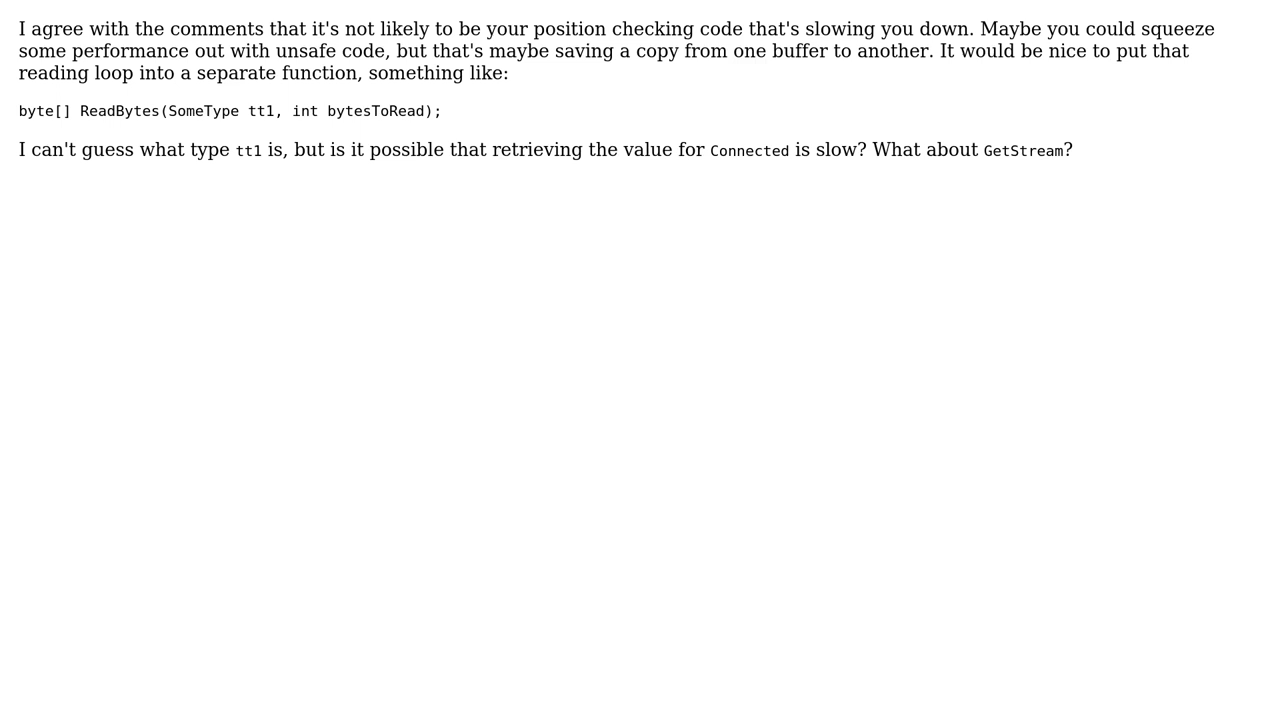 I agree with the comments that it's not likely to be your position checking code that's slowing you down. Maybe you could squeeze
some performance out with unsafe code, but that's maybe saving a copy from one buffer to another. It would be nice to put that
reading loop into a separate function, something like:
byte[] ReadBytes(SomeType tt1, int bytesToRead);
I can't guess what type tt1 is, but is it possible that retrieving the value for Connected is slow? What about GetStream?